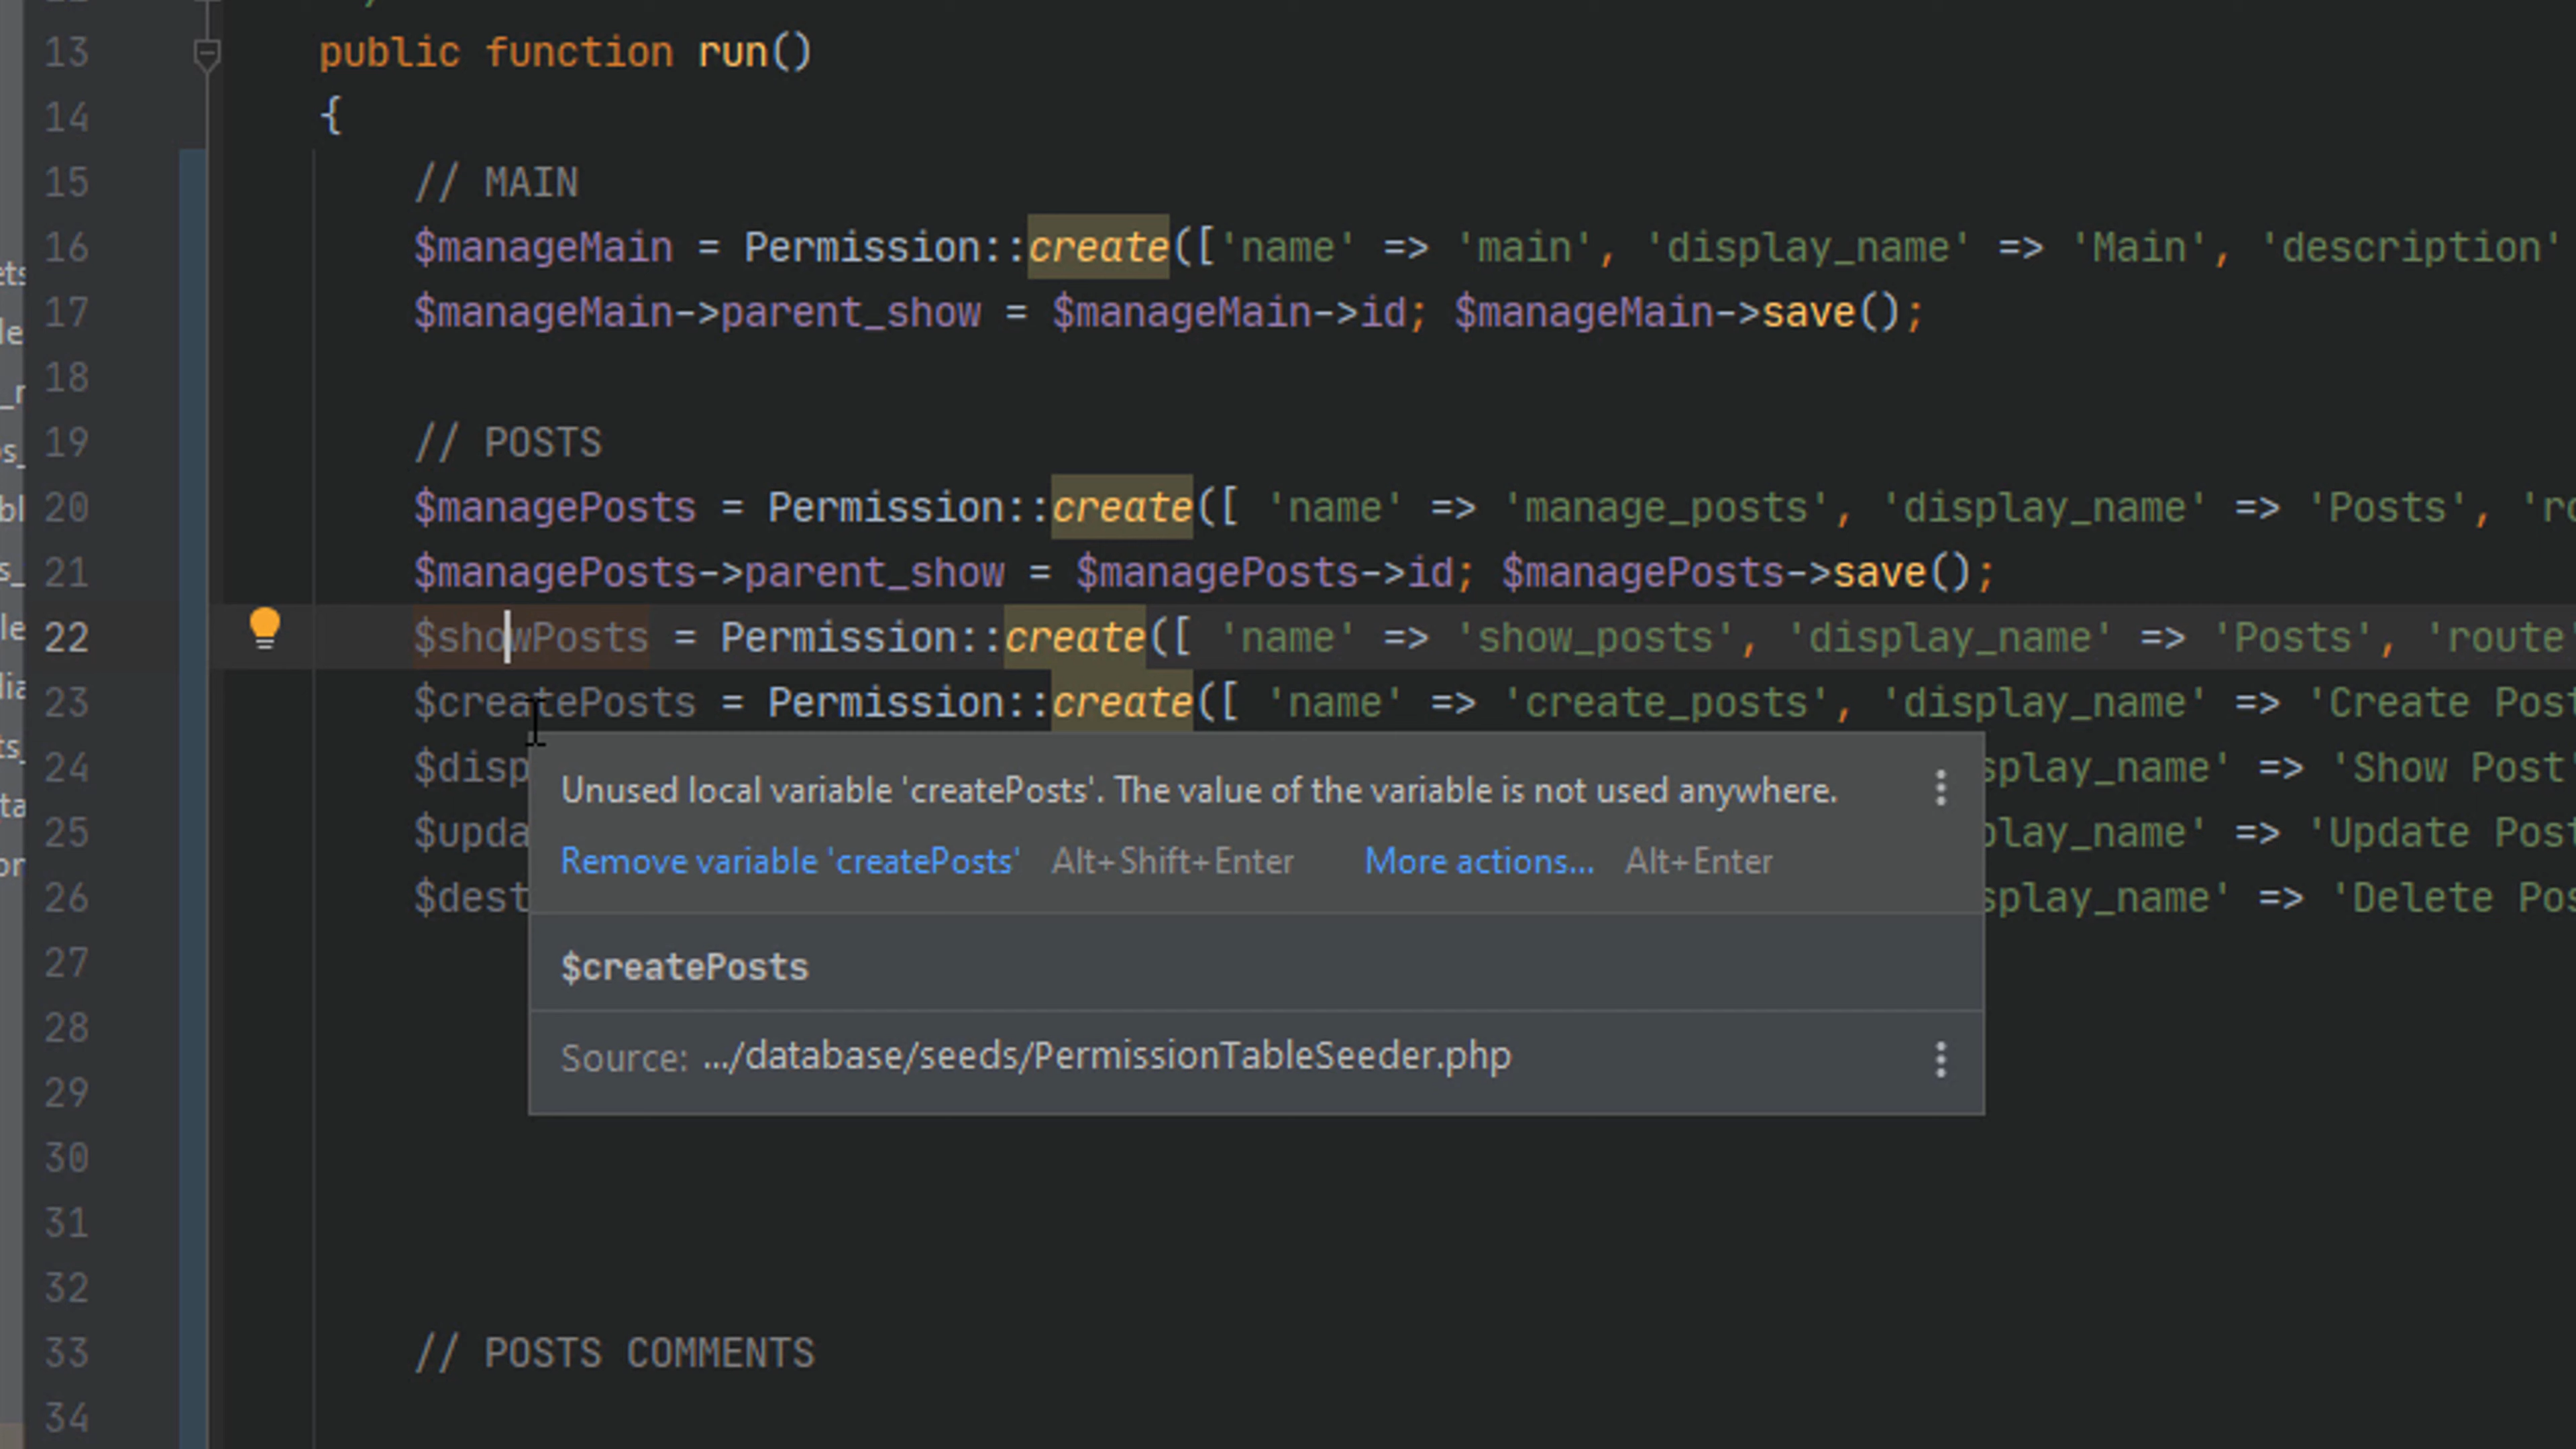 13 public function run()
14 {
15 // MAIN
16 $manageMain = Permission::create(['name' => 'main', 'display_name' => 'Main', 'description'
17 $manageMain->parent_show = $manageMain->id; $manageMain->save();
18
19 // POSTS
20 $managePosts = Permission::create([ 'name' => 'manage_posts', 'display_name' => 'Posts', 'ro
21 $managePosts->parent_show = $managePosts->id; $managePosts->save();
22 $showPosts = Permission::create([ 'name' => 'show_posts', 'display_name' => 'Posts', 'route'
23 $createPosts = Permission::create([ 'name' => 'create_posts', 'display_name' => 'Create Post
24 $disp splay_name' => 'Show Post'
25 $upda play_name' => 'Update Post
26 $dest splay_name' => 'Delete Pos
Unused local variable 'createPosts'. The value of the variable is not used anywhere.
Remove variable 'createPosts' Alt+Shift+Enter More actions... Alt+Enter
$createPosts
Source: .../database/seeds/PermissionTableSeeder.php
27
28
29
30
31
32
33 // POSTS COMMENTS
34